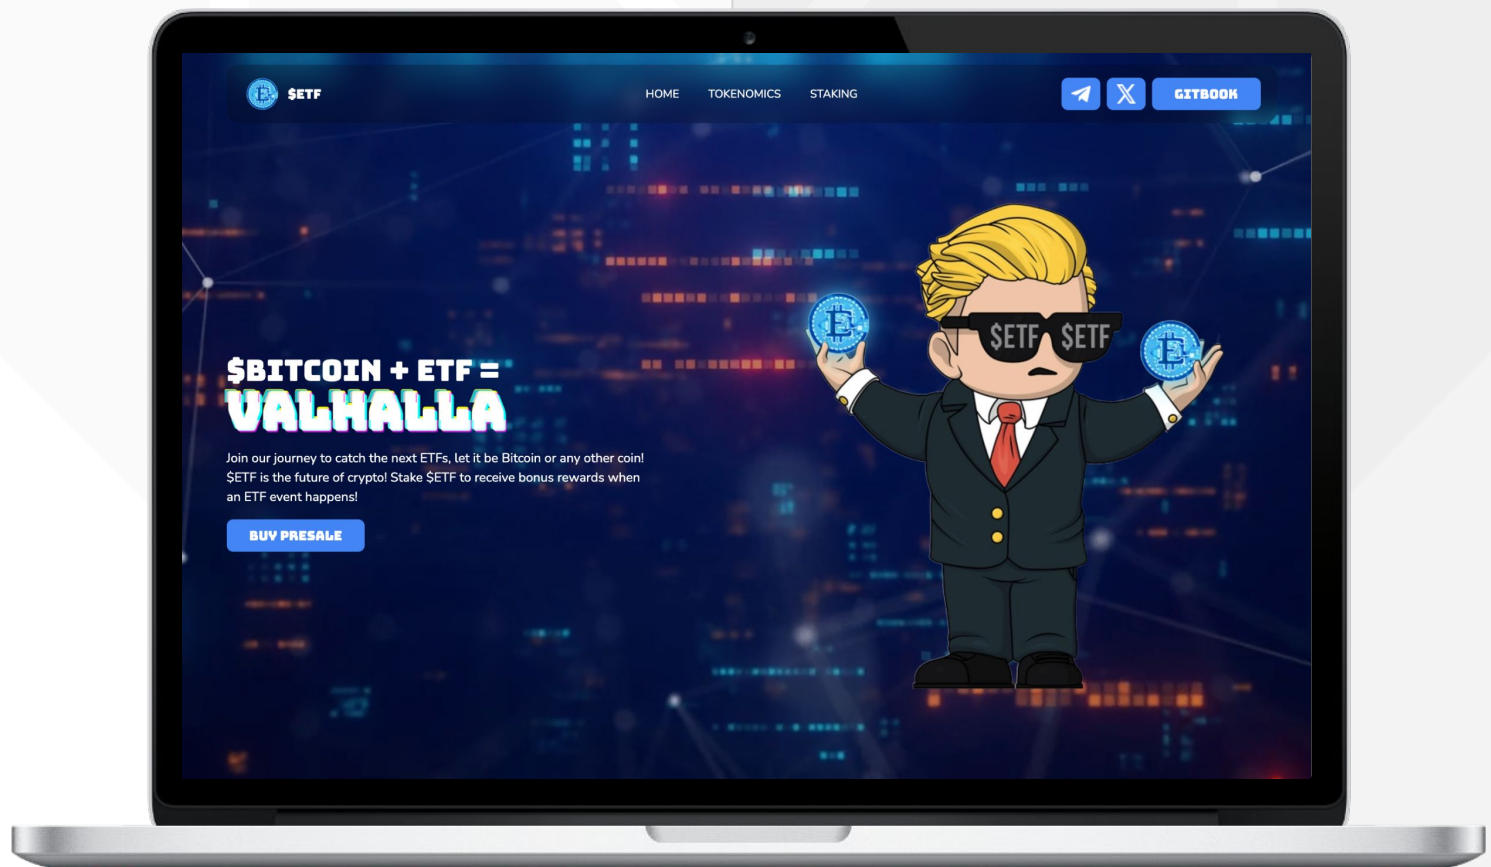 $ETF
HOME TOKENOMICS STAKING
GITBOOK
$ETF $ETF
$BITCOIN + ETF =
VALHALLA
Join our journey to catch the next ETFs, let it be Bitcoin or any other coin!
$ETF is the future of crypto! Stake $ETF to receive bonus rewards when
an ETF event happens!
BUY PRESALE